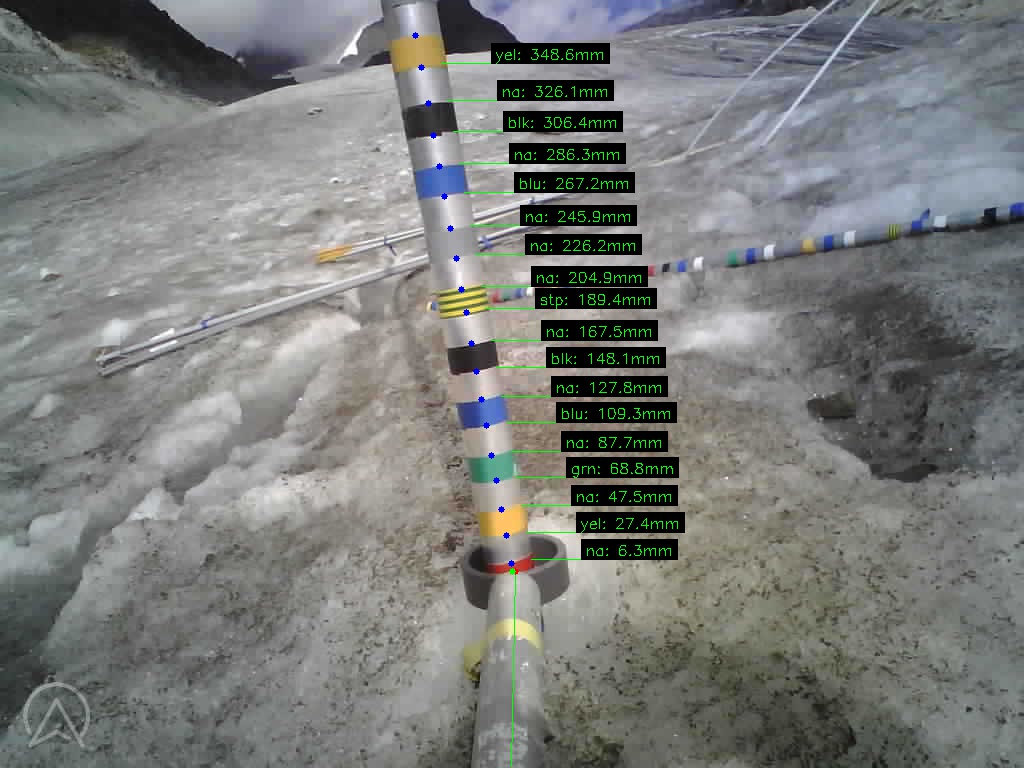 yel: 348.6mm
na: 326.1mm
blk: 306.4mm
na: 286.3mm
blu: 267.2mm
na: 245.9mm
na: 226.2mm
na: 204.9mm
stp: 189.4mm
na: 167.5mm
blk: 148.1mm
na: 127.8mm
blu: 109.3mm
na: 87.7mm
grn: 68.8mm
na: 47.5mm
yel: 27.4mm
na: 6.3mm